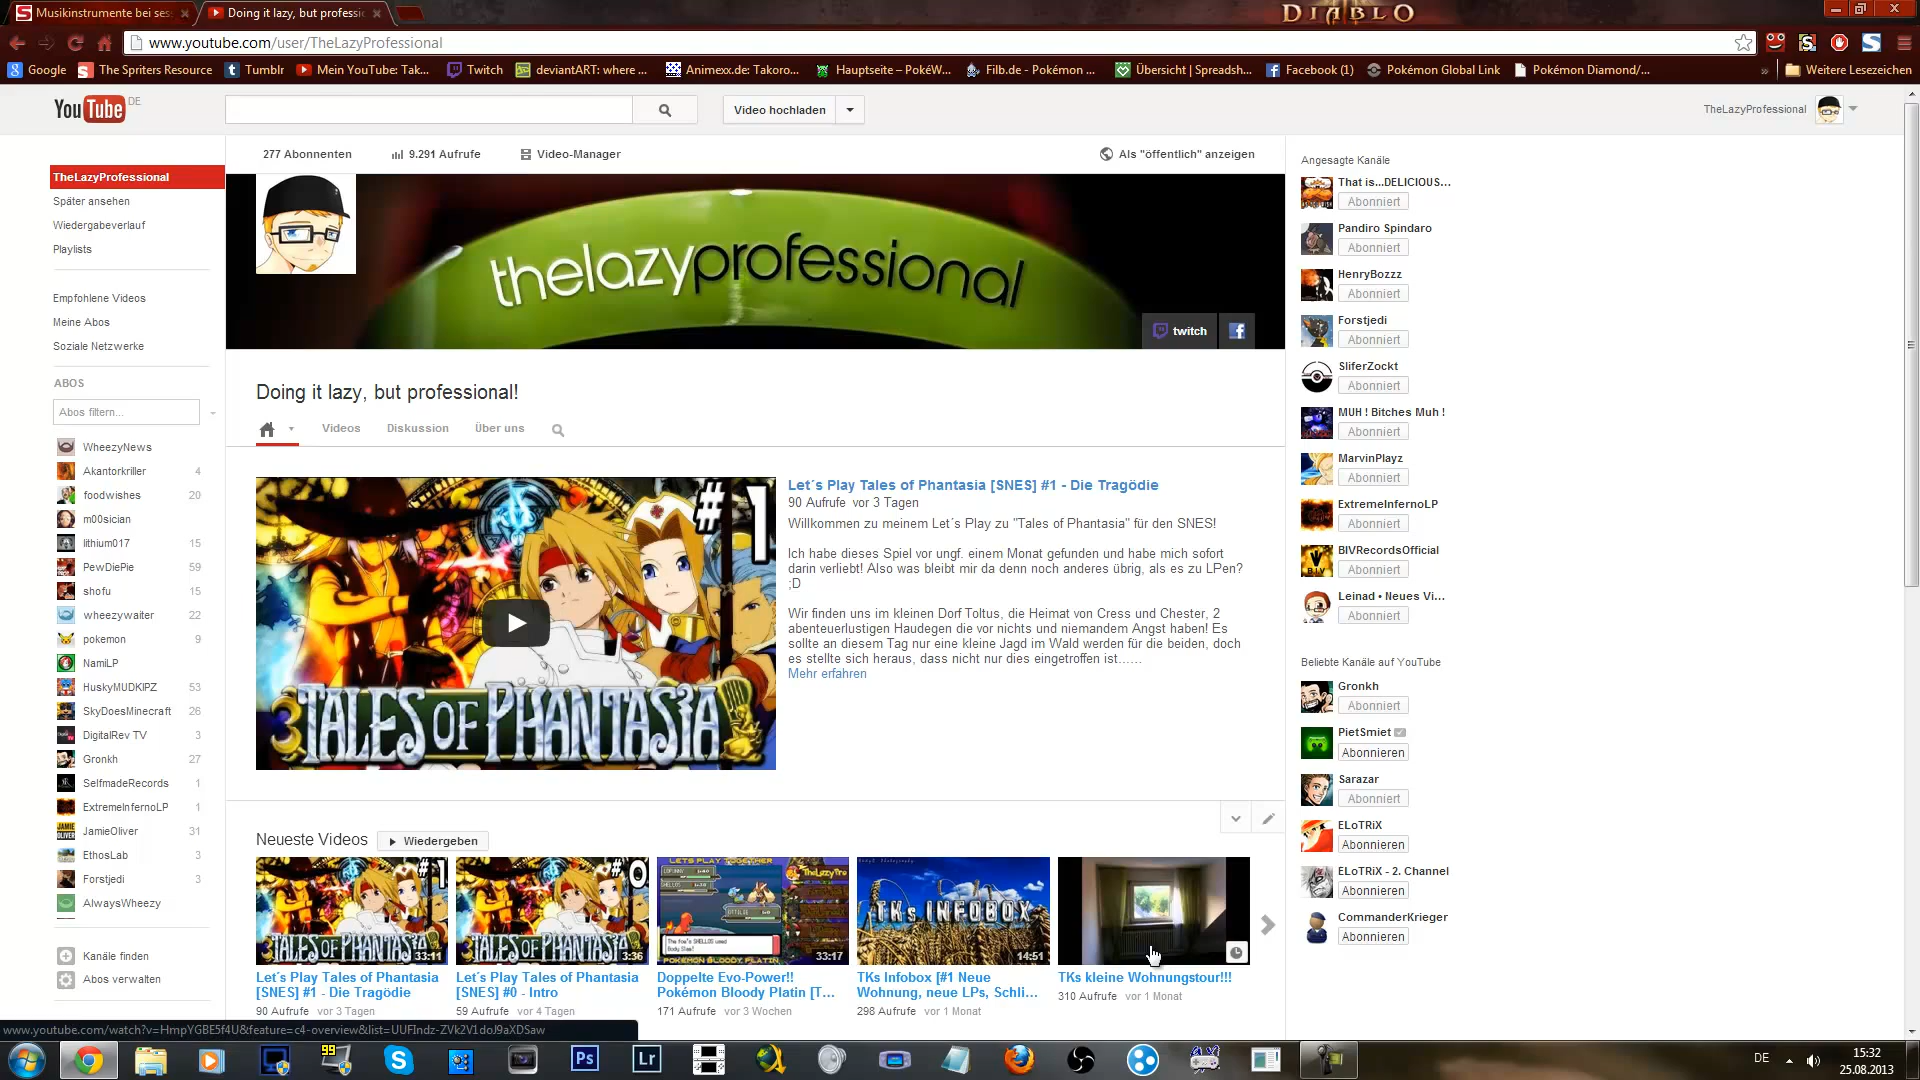 Musikinstrumente bei ses
Doing it lazy, but professi
DIABLO
www.youtube.com/user/TheLazyProfessional
Google
The Spriters Resource
Tumblr
Mein YouTube: Tak...
Twitch
deviantART: where ...
Animexx.de: Takoro...
Hauptseite – PokéW...
Filb.de - Pokémon ...
Übersicht | Spreadsh...
Facebook (1)
Pokémon Global Link
Pokémon Diamond/...
»
Weitere Lesezeichen
YouTube DE
Video hochladen
TheLazyProfessional
277 Abonnenten
9.291 Aufrufe
Video-Manager
Als "öffentlich" anzeigen
TheLazyProfessional
Später ansehen
Wiedergabeverlauf
Playlists
Empfohlene Videos
Meine Abos
Soziale Netzwerke
ABOS
Abos filtern...
WheezyNews
Akantorkiller 4
foodwishes 20
m00sician
lithium017 15
PewDiePie 59
shofu 15
wheezywaiter 22
pokemon 9
NamiLP
HuskyMUDKIPZ 53
SkyDoesMinecraft 26
DigitalRev TV 3
Gronkh 27
SelfmadeRecords 1
ExtremeInfernoLP 1
JamieOliver 31
EthosLab 3
Forstjedi 3
AlwaysWheezy
Kanäle finden
Abos verwalten
thelazyprofessional
twitch
Doing it lazy, but professional!
Videos
Diskussion
Über uns
#1
TALES OF PHANTASIA
Let´s Play Tales of Phantasia [SNES] #1 - Die Tragödie
90 Aufrufe vor 3 Tagen
Willkommen zu meinem Let´s Play zu "Tales of Phantasia" für den SNES!
Ich habe dieses Spiel vor ungf. einem Monat gefunden und habe mich sofort
darin verliebt! Also was bleibt mir da denn noch anderes übrig, als es zu LPen?
;D
Wir finden uns im kleinen Dorf Toltus, die Heimat von Cress und Chester, 2
abenteuerlustigen Haudegen die vor nichts und niemandem Angst haben! Es
sollte an diesem Tag nur eine kleine Jagd im Wald werden für die beiden, doch
es stellte sich heraus, dass nicht nur dies eingetroffen ist......
Mehr erfahren
Neueste Videos
Wiedergeben
#1
TALES OF PHANTASIA
33:11
Let´s Play Tales of Phantasia
[SNES] #1 - Die Tragödie
90 Aufrufe vor 3 Tagen
#0
TALES OF PHANTASIA
3:36
Let´s Play Tales of Phantasia
[SNES] #0 - Intro
59 Aufrufe vor 4 Tagen
LETS PLAY TOGETHER
TheLazyPro
POKEMON BLOODY PLATIN
33:17
Doppelte Evo-Power!!
Pokémon Bloody Platin [T...
171 Aufrufe vor 3 Wochen
TKs INFOBOX
14:51
TKs Infobox [#1 Neue
Wohnung, neue LPs, Schli...
298 Aufrufe vor 1 Monat
TKs kleine Wohnungstour!!!
310 Aufrufe vor 1 Monat
Angesagte Kanäle
That is...DELICIOUS...
Abonniert
Pandiro Spindaro
Abonniert
HenryBozzz
Abonniert
Forstjedi
Abonniert
SliferZockt
Abonniert
MUH ! Bitches Muh !
Abonniert
MarvinPlayz
Abonniert
ExtremeInfernoLP
Abonniert
BIVRecordsOfficial
Abonniert
Leinad • Neues Vi...
Abonniert
Beliebte Kanäle auf YouTube
Gronkh
Abonniert
PietSmiet
Abonnieren
Sarazar
Abonniert
ELoTRiX
Abonnieren
ELoTRiX - 2. Channel
Abonnieren
CommanderKrieger
Abonnieren
www.youtube.com/watch?v=HmpYGBE5f4U&feature=c4-overview&list=UUFIndz-ZVk2V1doJ9aXDSaw
99
Ps
Lr
DE
15:32
25.08.2013